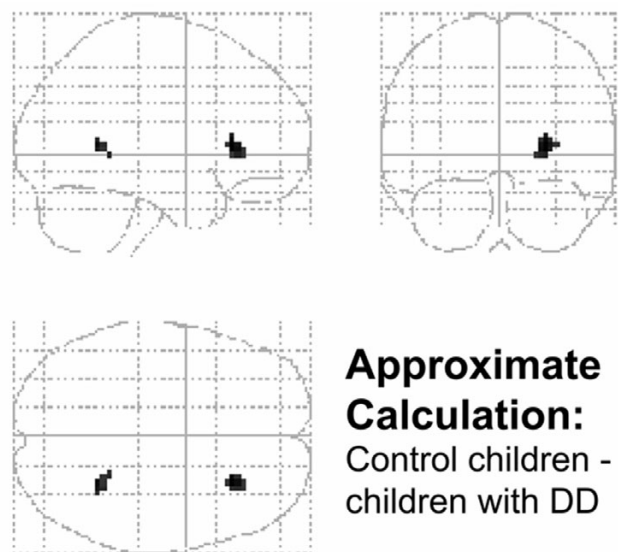 Approximate
Calculation:
Control children -
children with DD